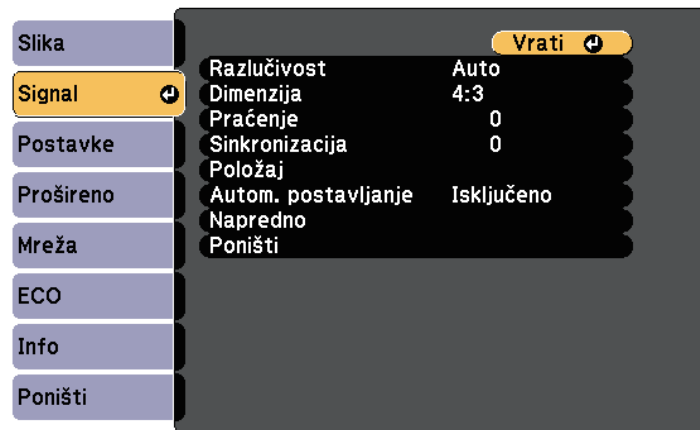 Slika
Signal
Postavke
Prošireno
Mreža
ECO
Info
Poništi
Vrati
Razlučivost Auto
Dimenzija 4:3
Praćenje 0
Sinkronizacija 0
Položaj
Autom. postavljanje Isključeno
Napredno
Poništi